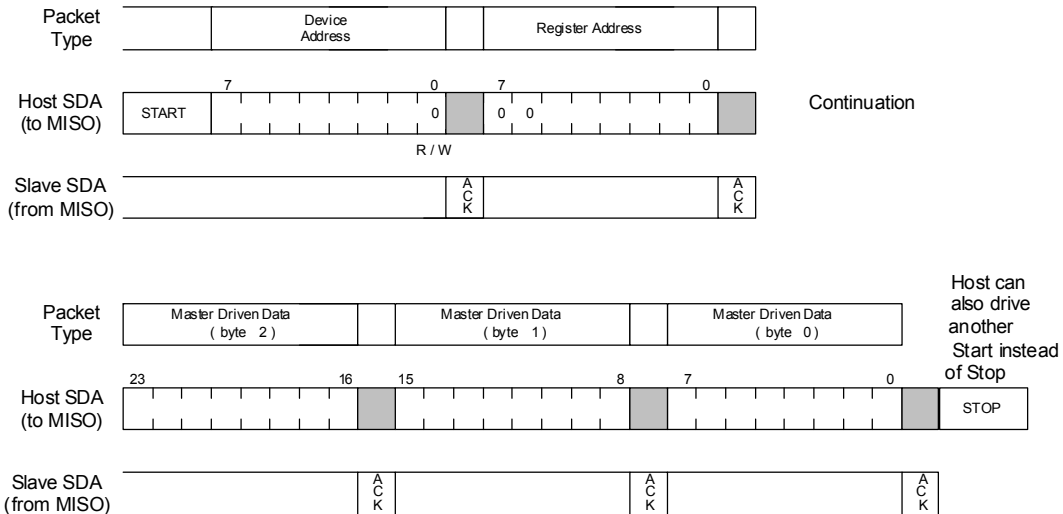 Packet
Type
Device
Address
Register Address
7 0 7 0
Host SDA
(to MISO)
START
0 0 0
Continuation
R / W
Slave SDA
(from MISO)
A
C
K
A
C
K
Packet
Type
Master Driven Data
( byte 2 )
Master Driven Data
( byte 1 )
Master Driven Data
( byte 0 )
Host can
also drive
another
Start instead
of Stop
23 16 15 8 7 0
Host SDA
(to MISO)
STOP
Slave SDA
(from MISO)
A
C
K
A
C
K
A
C
K